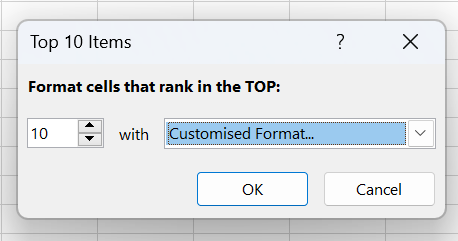 Top 10 Items ?
Format cells that rank in the TOP:
10 with Customised Format...
OK Cancel